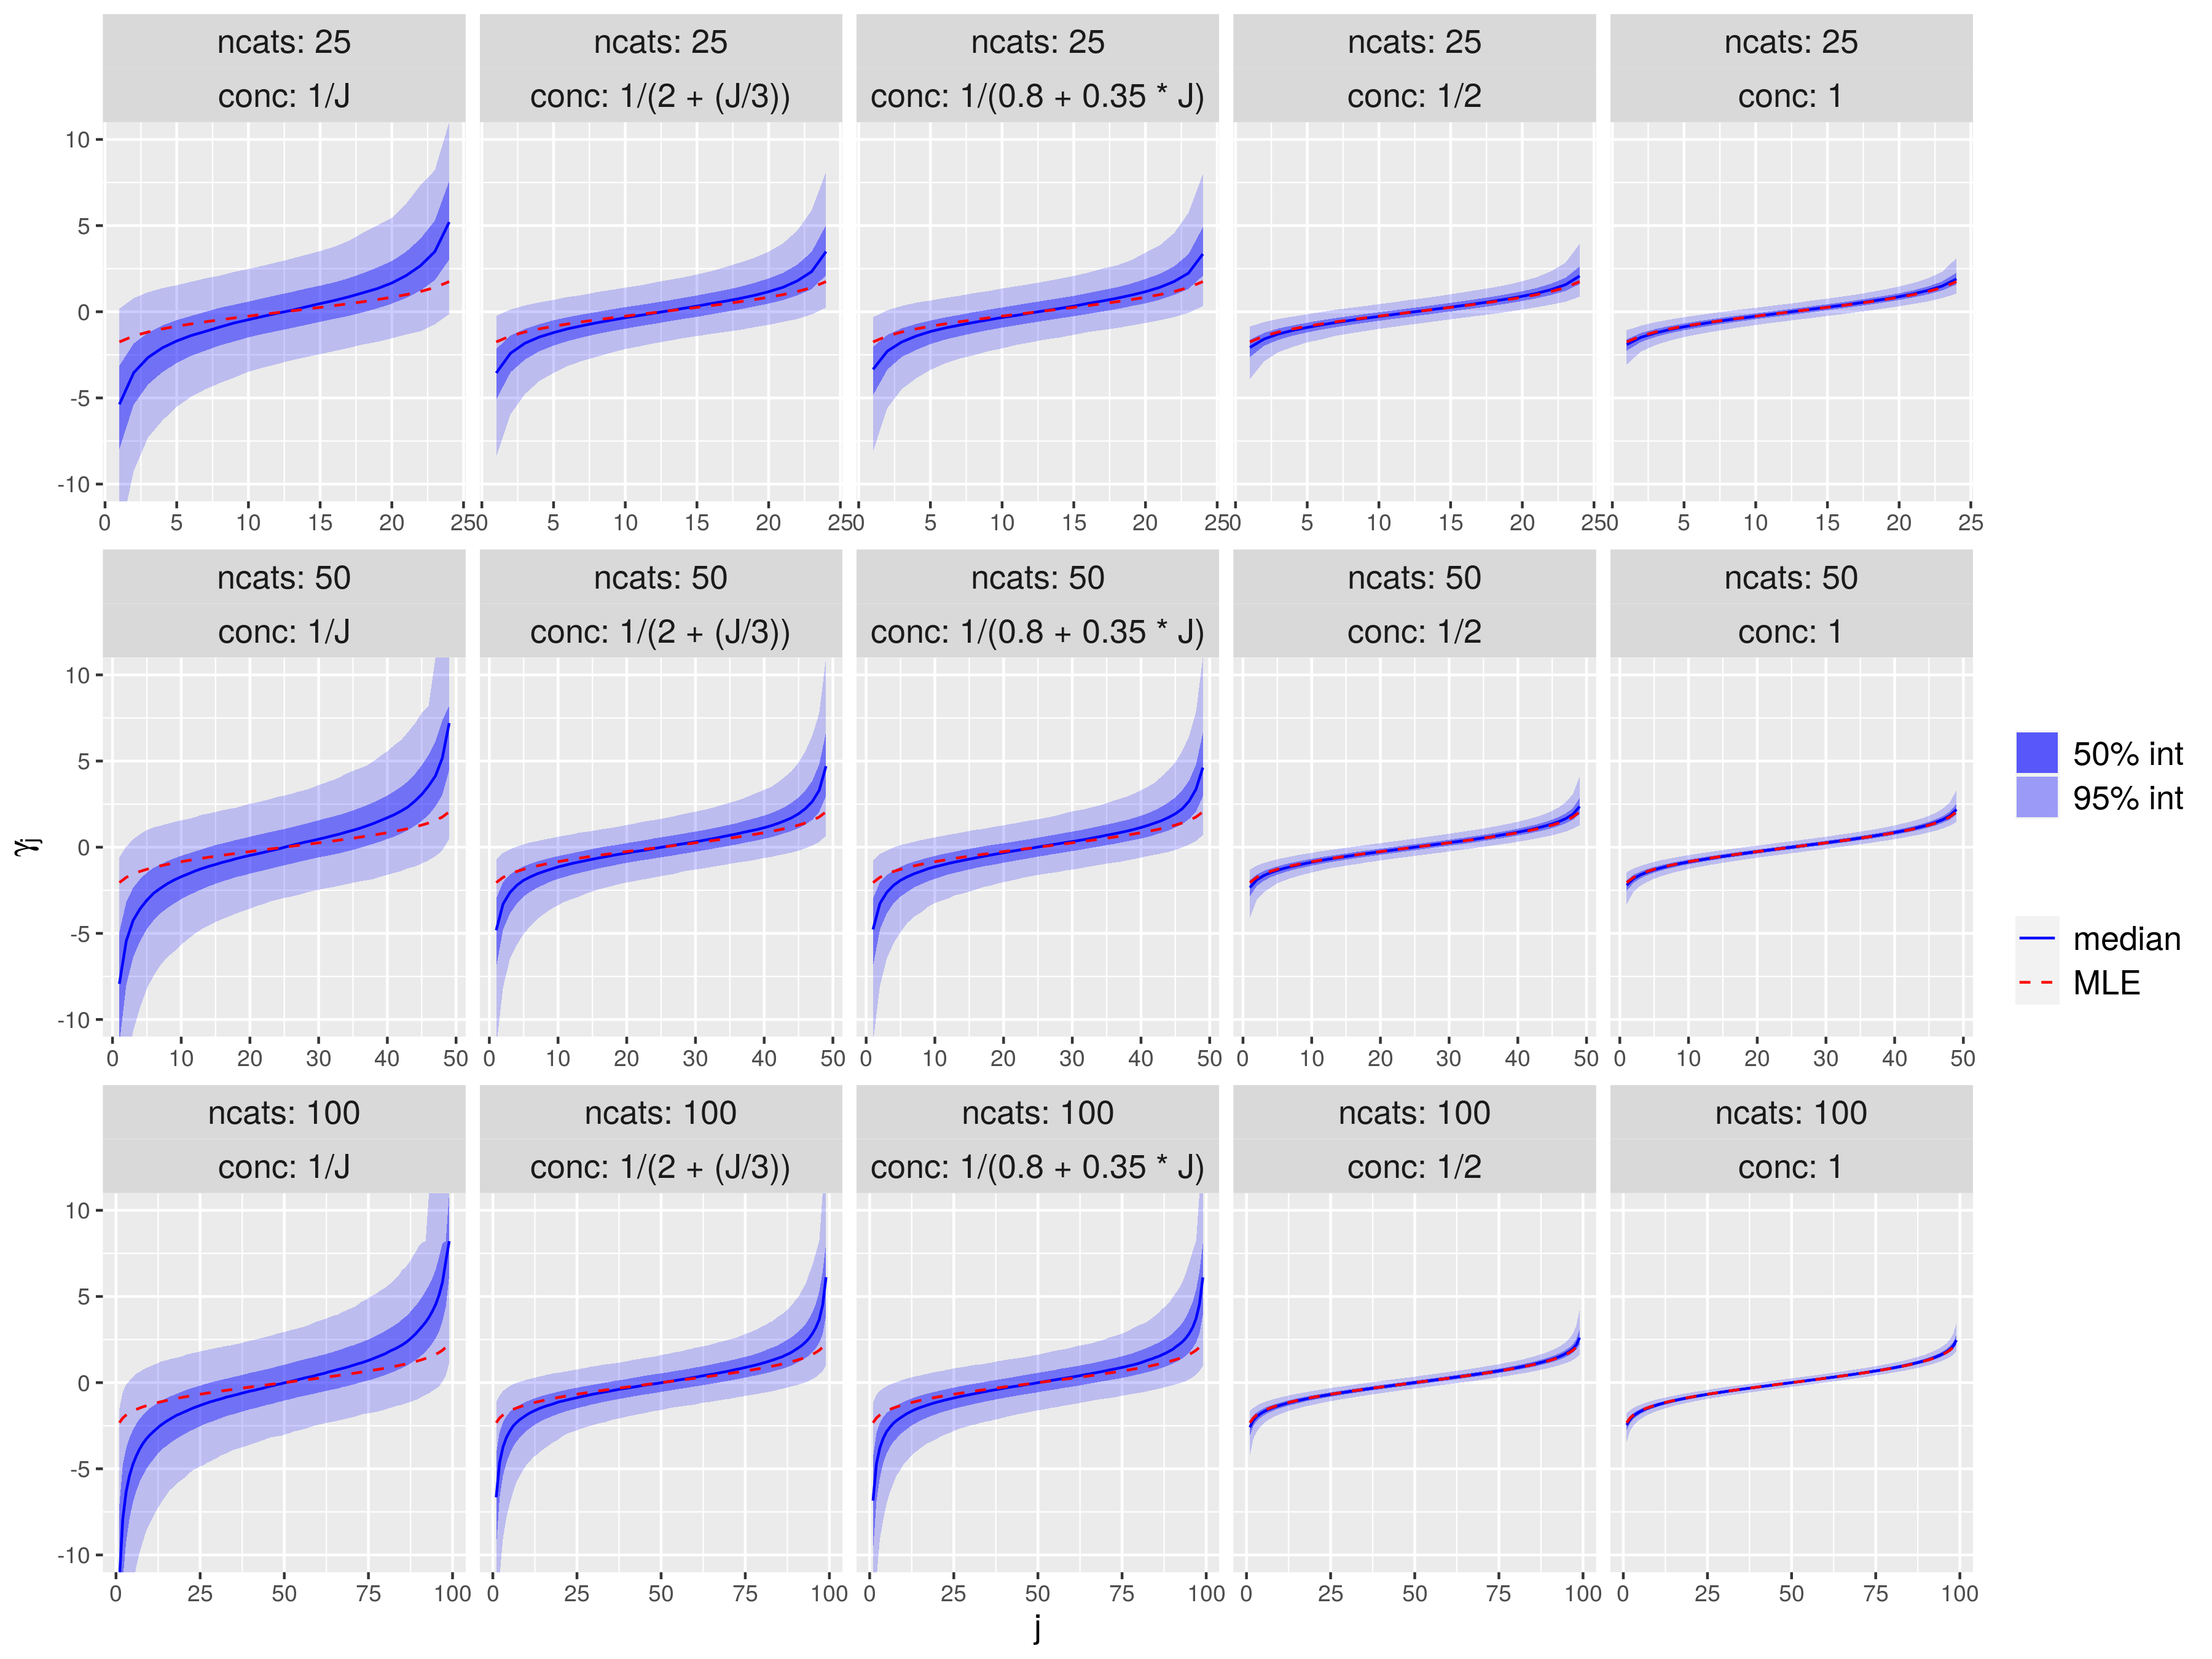 ncats: 25 ncats: 25 ncats: 25 ncats: 25 ncats: 25
conc: 1/J conc: 1/(2 + (J/3)) conc: 1/(0.8 + 0.35 * J) conc: 1/2 conc: 1
10
5
0
-5
-10
0 5 10 15 20 25 0 5 10 15 20 25 0 5 10 15 20 25 0 5 10 15 20 25 0 5 10 15 20 25
ncats: 50 ncats: 50 ncats: 50 ncats: 50 ncats: 50
conc: 1/J conc: 1/(2 + (J/3)) conc: 1/(0.8 + 0.35 * J) conc: 1/2 conc: 1
10
5
0
-5
-10
0 10 20 30 40 50 0 10 20 30 40 50 0 10 20 30 40 50 0 10 20 30 40 50 0 10 20 30 40 50
ncats: 100 ncats: 100 ncats: 100 ncats: 100 ncats: 100
conc: 1/J conc: 1/(2 + (J/3)) conc: 1/(0.8 + 0.35 * J) conc: 1/2 conc: 1
10
5
0
-5
-10
0 25 50 75 100 0 25 50 75 100 0 25 50 75 100 0 25 50 75 100 0 25 50 75 100
j
γj
50% int
95% int
median
MLE